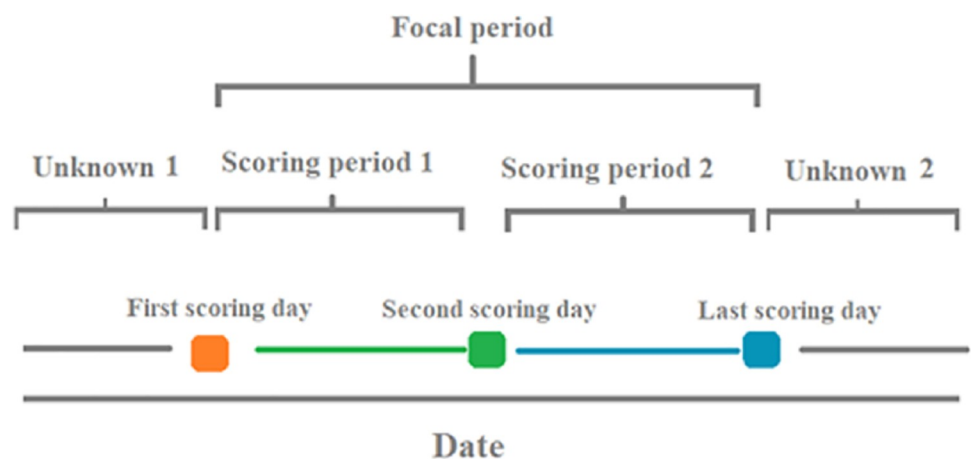 Focal period
Unknown 1
Scoring period 1
Scoring period 2
Unknown 2
First scoring day
Second scoring day
Last scoring day
Date